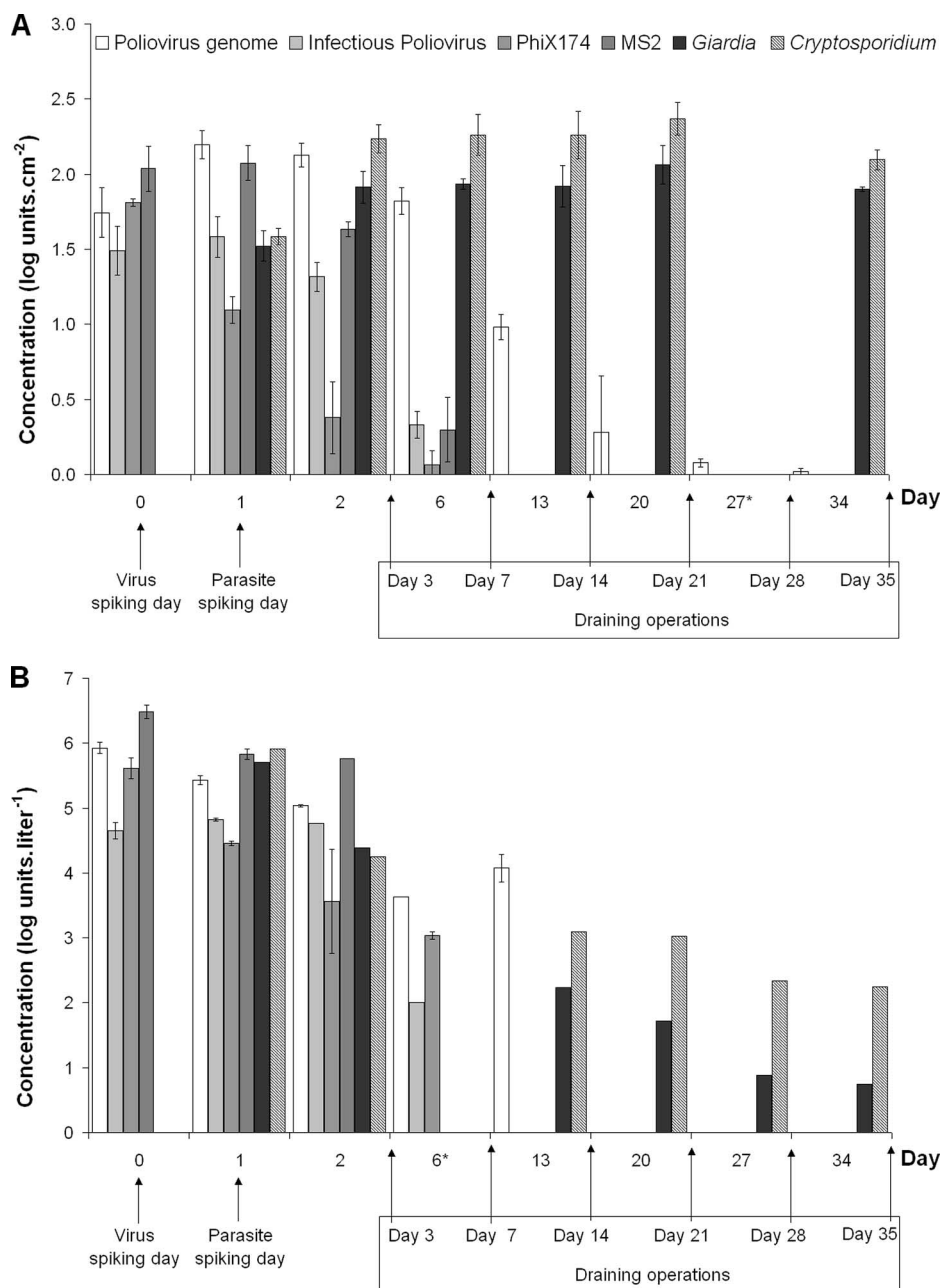 A
3.0
Poliovirus genome Infectious Poliovirus PhiX174 MS2 Giardia Cryptosporidium
2.5
2.0
1.5
1.0
0.5
0.0
Concentration (log units.cm-2)
0 1 2 6 13 20 27* 34 Day
Virus spiking day
Parasite spiking day
Day 3 Day 7 Day 14 Day 21 Day 28 Day 35
Draining operations
B
7
6
5
4
3
2
1
0
Concentration (log units.liter-1)
0 1 2 6* 13 20 27 34 Day
Virus spiking day
Parasite spiking day
Day 3 Day 7 Day 14 Day 21 Day 28 Day 35
Draining operations